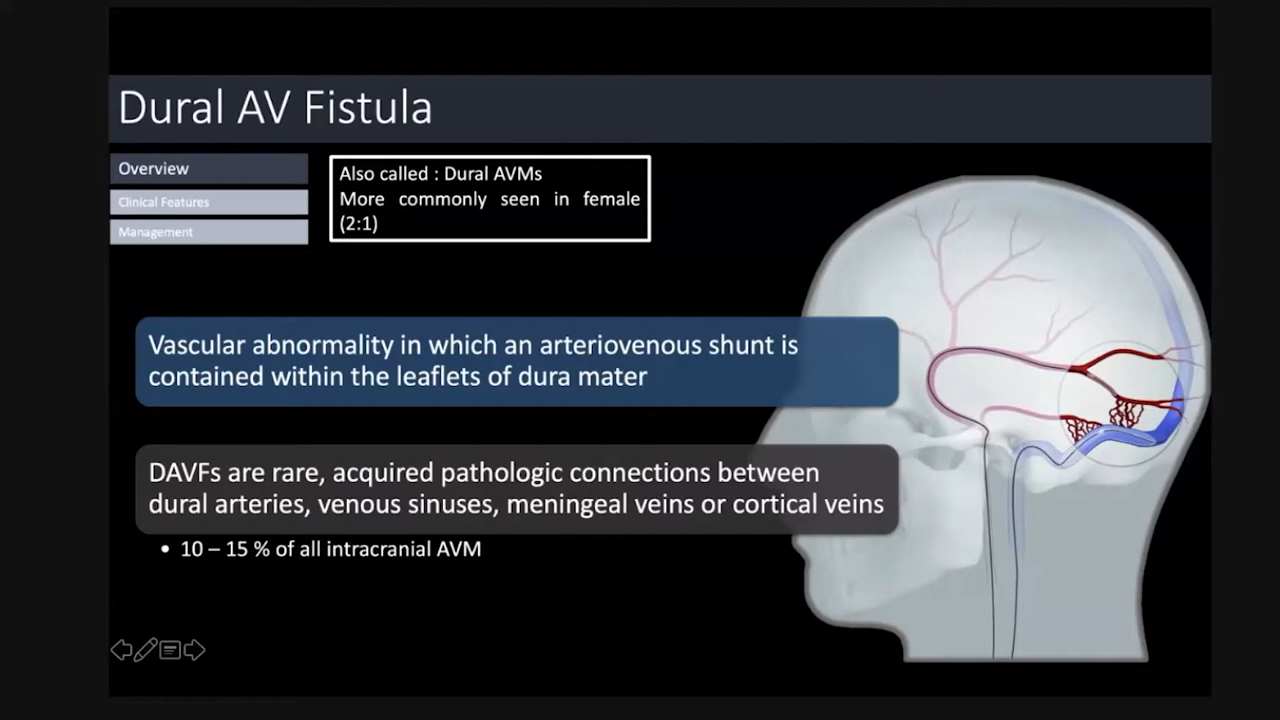 Dural AV Fistula
Overview
Clinical Features
Management
Also called : Dural AVMs
More commonly seen in female
(2:1)
Vascular abnormality in which an arteriovenous shunt is
contained within the leaflets of dura mater
DAVFs are rare, acquired pathologic connections between
dural arteries, venous sinuses, meningeal veins or cortical veins
• 10 – 15 % of all intracranial AVM